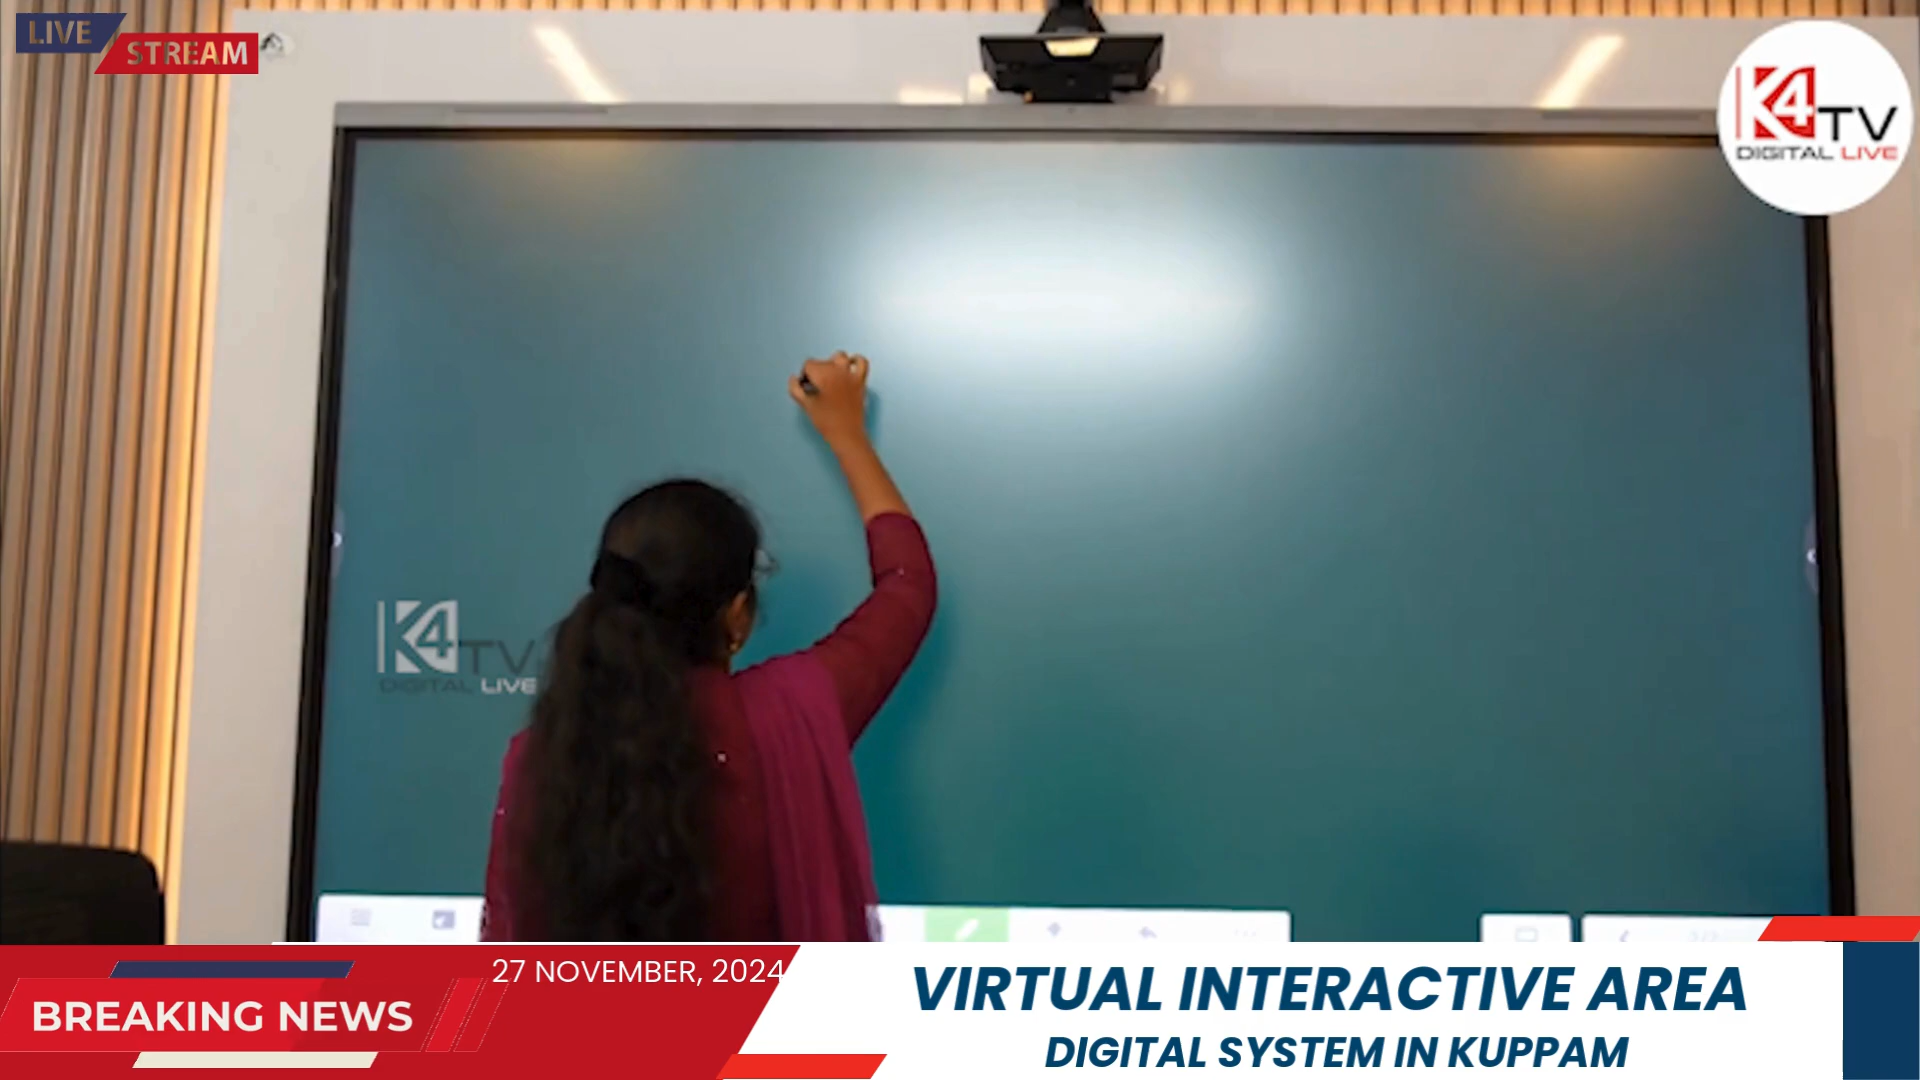 LIVE
STREAM
K4TV
DIGITAL LIVE
K4TV
DIGITAL LIVE
27 NOVEMBER, 2024
BREAKING NEWS
VIRTUAL INTERACTIVE AREA
DIGITAL SYSTEM IN KUPPAM